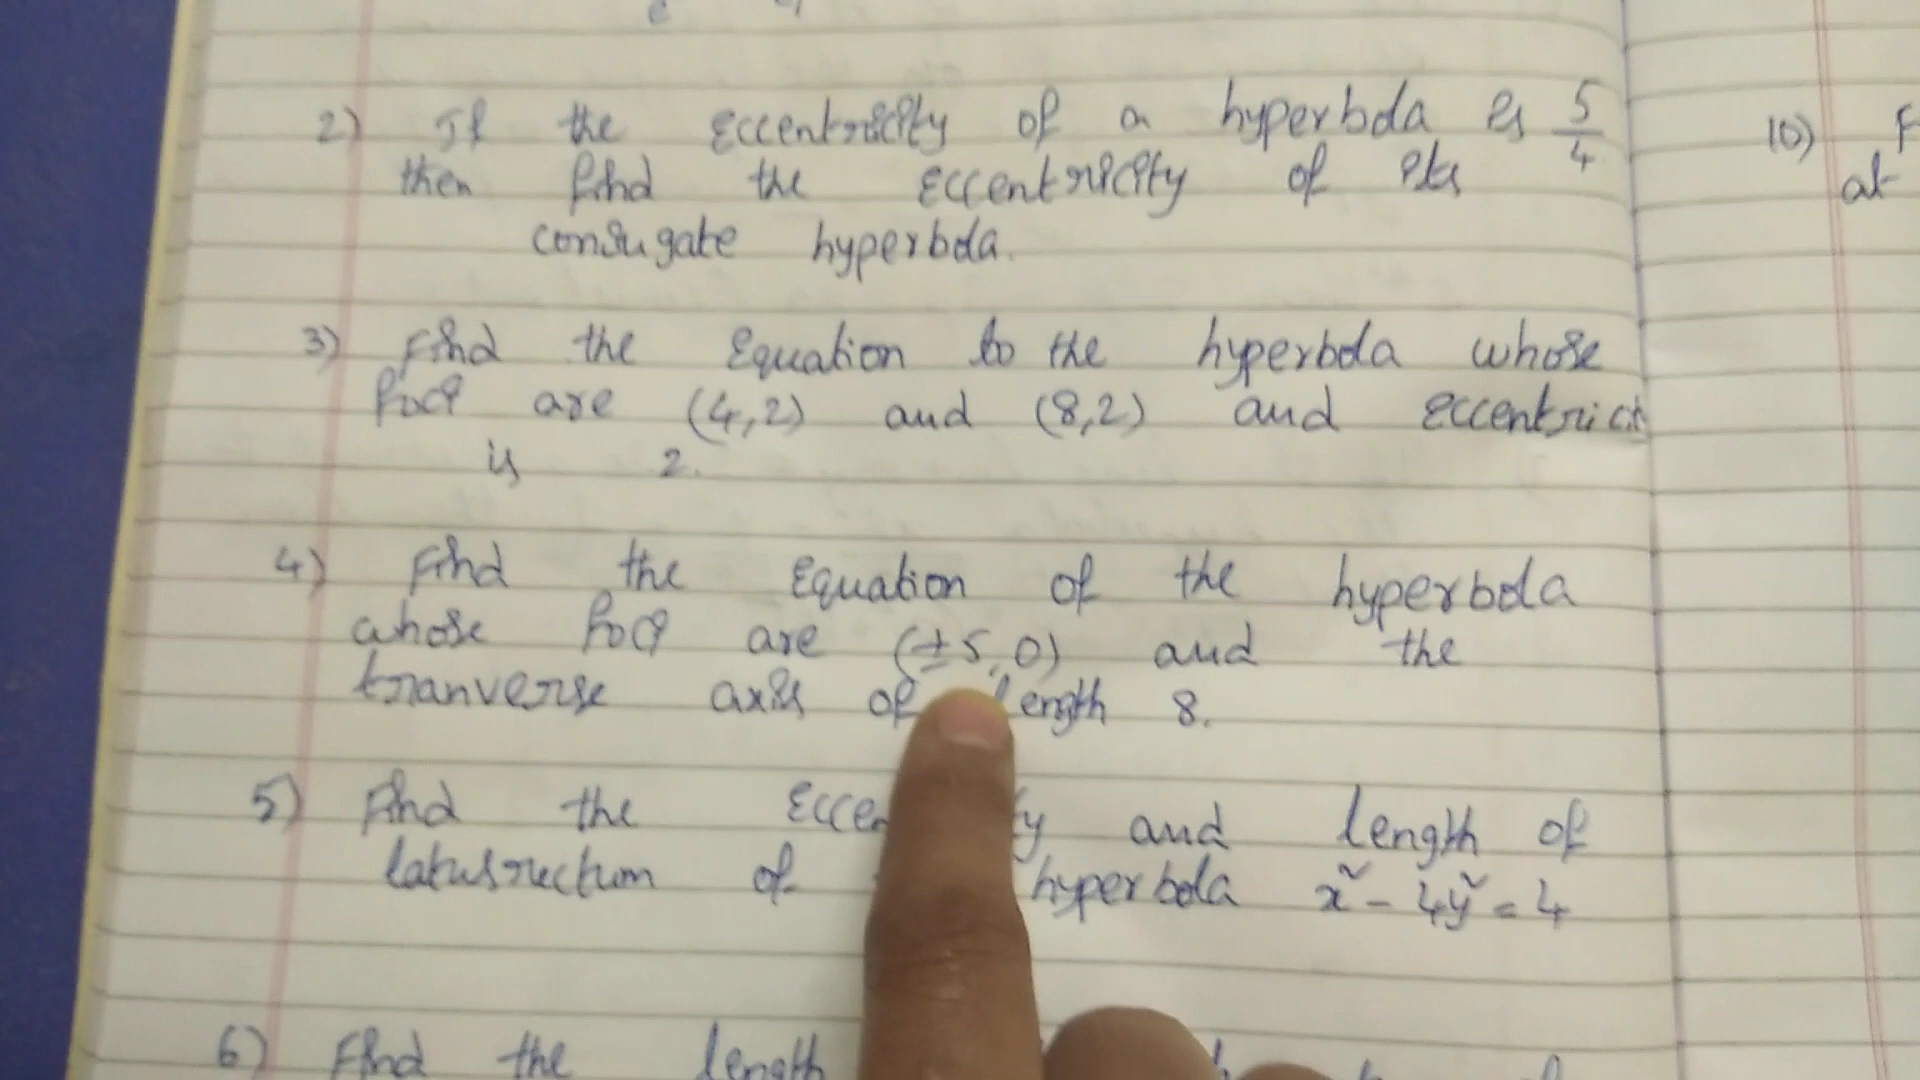 2) If the Eccentricity of a hyperbola is 5/4
then find the Eccentricity of its
conjugate hyperbola.
3) Find the Equation to the hyperbola whose
foci are (4,2) and (8,2) and Eccentricit
is 2.
4) Find the Equation of the hyperbola
whose foci are (±5,0) and the
tranverse axis of length 8.
5) Find the and length of
latusrectum of hyperbola x² - 4y² = 4
6) Find the length
10) F
at